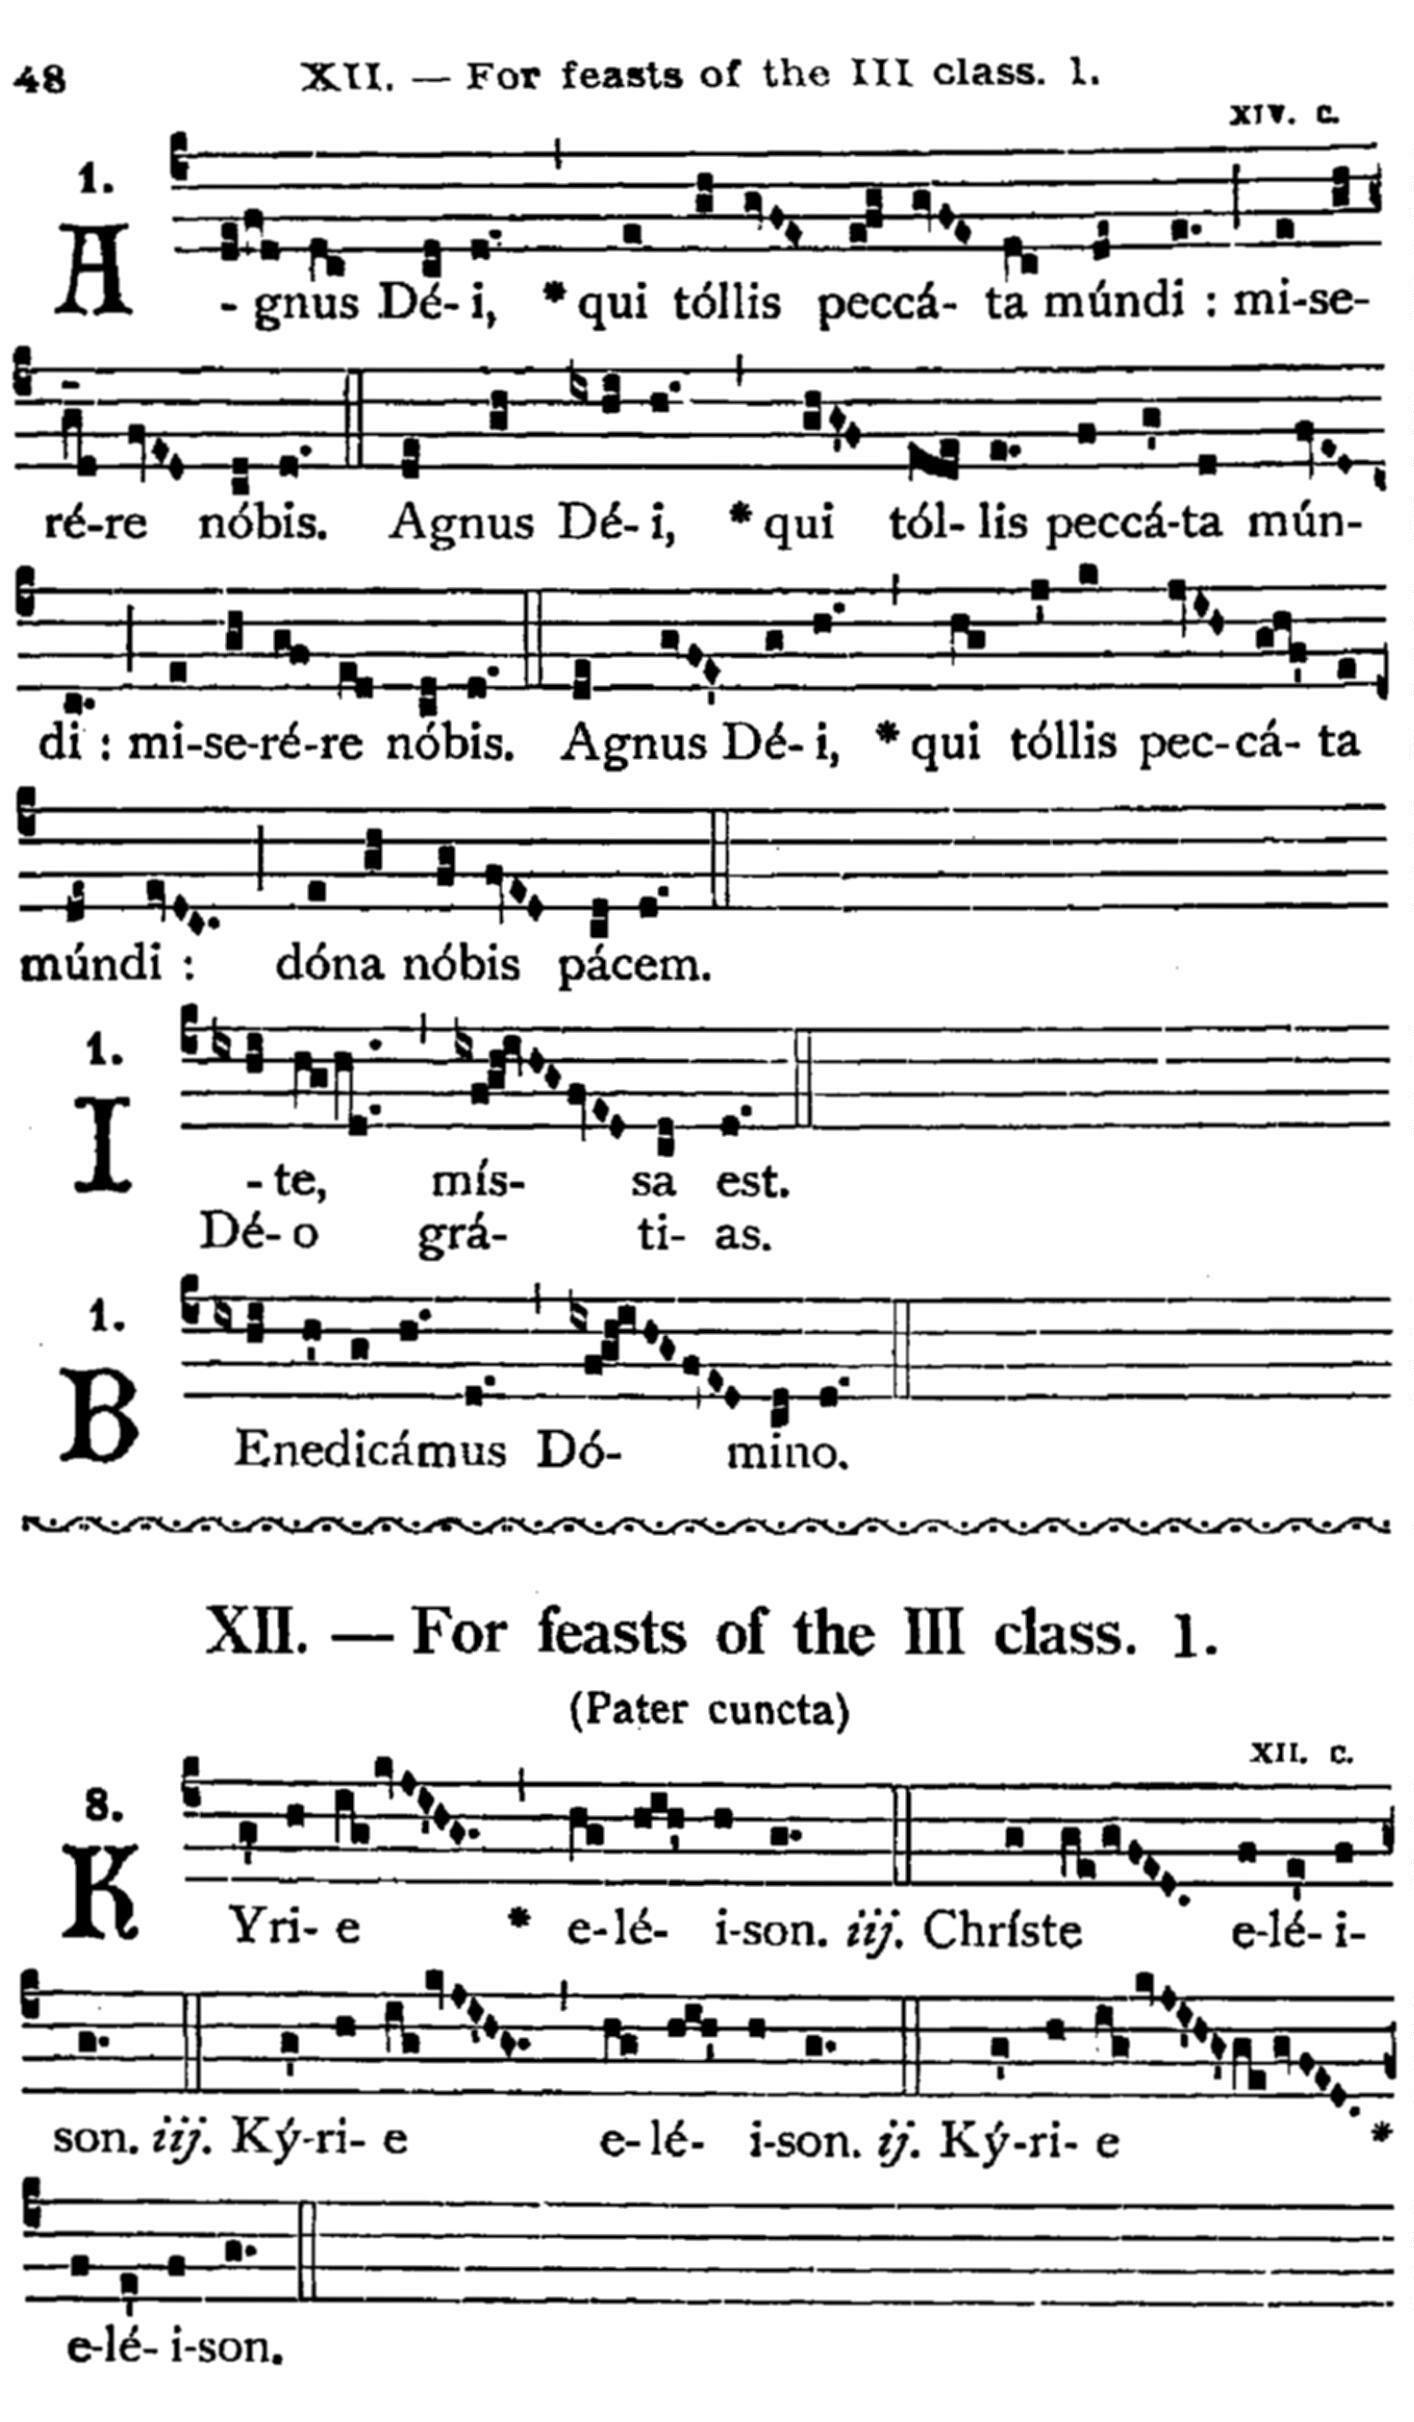 48 XII. — For feasts of the III class. 1.
XIV. C.
1.
A - gnus Dé- i, * qui tóllis peccá- ta múndi : mi-se-
ré-re nóbis. Agnus Dé- i, * qui tól- lis peccá-ta mún-
di : mi-se-ré-re nóbis. Agnus Dé- i, * qui tóllis pec-cá- ta
múndi : dóna nóbis pácem.
1.
I - te, mís- sa est.
Dé- o grá- ti- as.
1.
B Enedicámus Dó- mino.
XII. — For feasts of the III class. 1.
(Pater cuncta)
XII. C.
8.
K Yri- e * e-lé- i-son. iij. Chríste e-lé- i-
son. iij. Ký-ri- e e- lé- i-son. ij. Ký-ri- e *
e-lé- i-son.